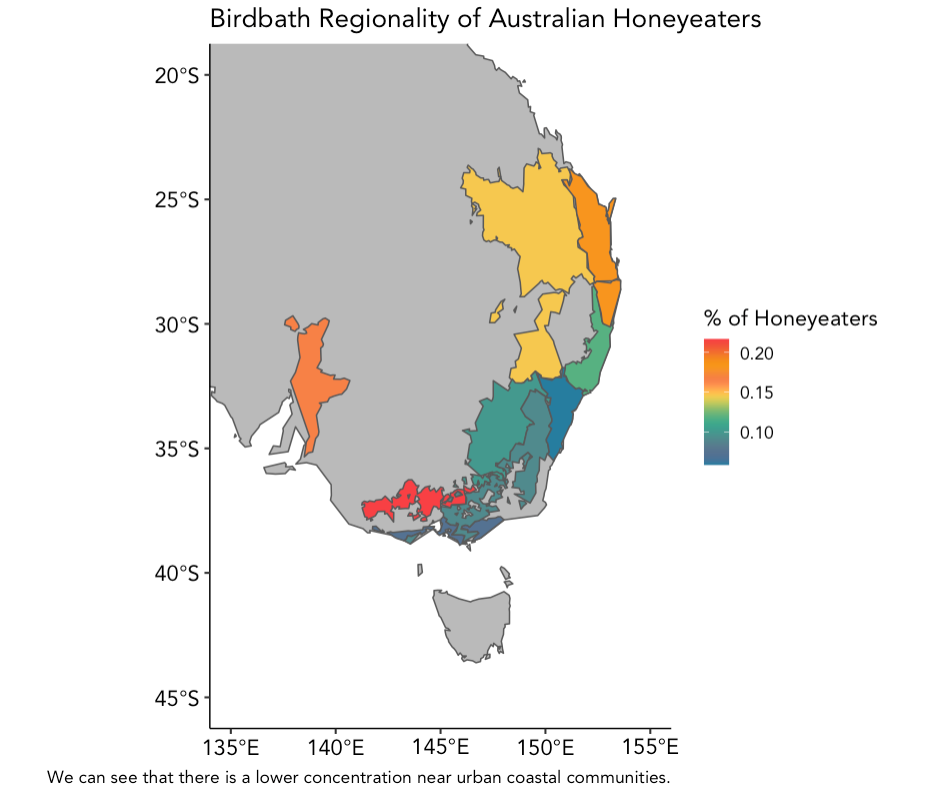 Birdbath Regionality of Australian Honeyeaters
20°S
25°S
30°S
35°S
40°S
45°S
135°E 140°E 145°E 150°E 155°E
% of Honeyeaters
0.20
0.15
0.10
We can see that there is a lower concentration near urban coastal communities.